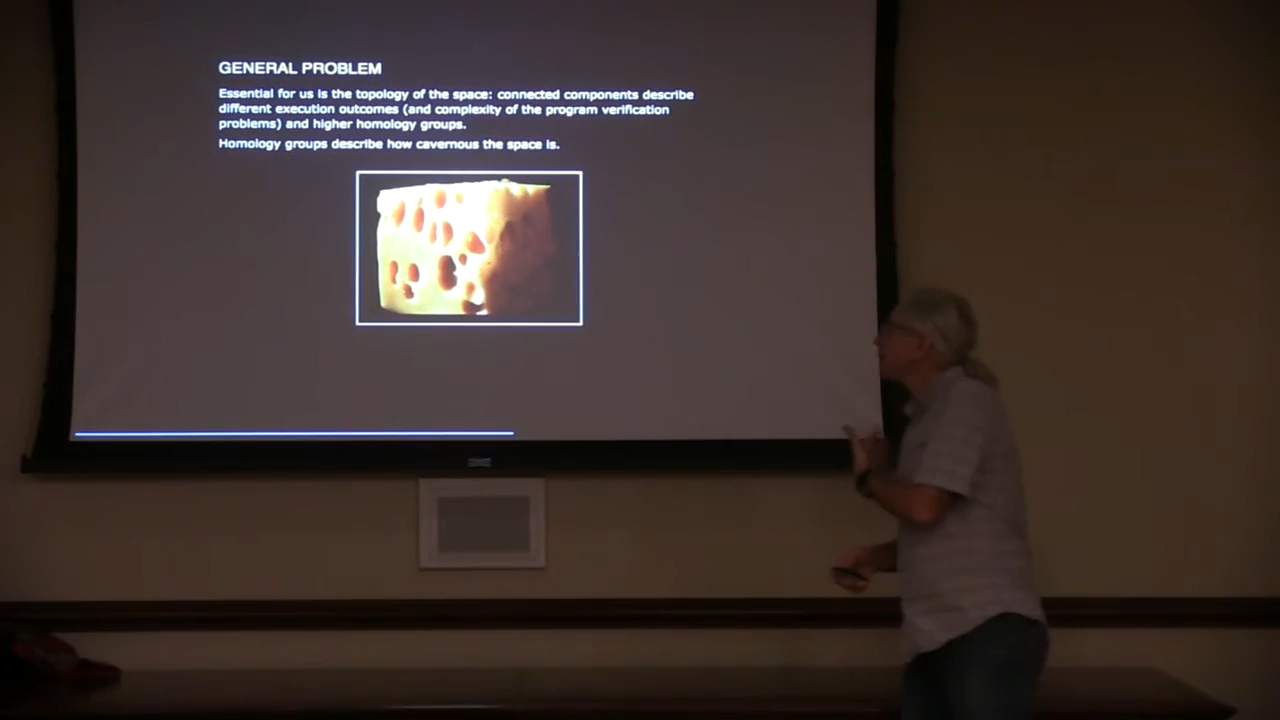 GENERAL PROBLEM
Essential for us is the topology of the space: connected components describe
different execution outcomes (and complexity of the program verification
problems) and higher homology groups.
Homology groups describe how cavernous the space is.